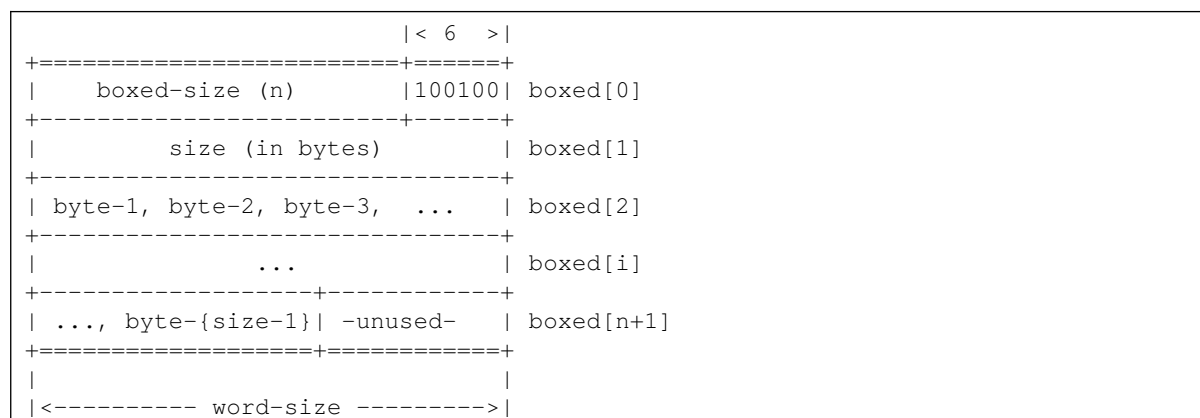 |< 6  >|
+=========================+======+
|    boxed-size (n)       |100100| boxed[0]
+-------------------------+------+
|         size (in bytes)        | boxed[1]
+--------------------------------+
| byte-1, byte-2, byte-3,  ...   | boxed[2]
+--------------------------------+
|               ...              | boxed[i]
+-------------------+------------+
| ..., byte-{size-1}| -unused-   | boxed[n+1]
+===================+============+
|                                |
|<---------- word-size --------->|